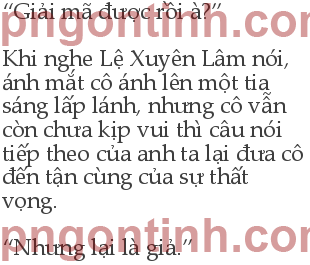 “Giải mã được rồi à?”
pngontinh.com
Khi nghe Lệ Xuyên Lâm nói,
ánh mắt cô ánh lên một tia
sáng lấp lánh, nhưng cô vẫn
còn chưa kịp vui thì câu nói
tiếp theo của anh ta lại đưa cô
đến tận cùng của sự thất
vọng.
pngontinh.com
“Nhưng lại là giả.”